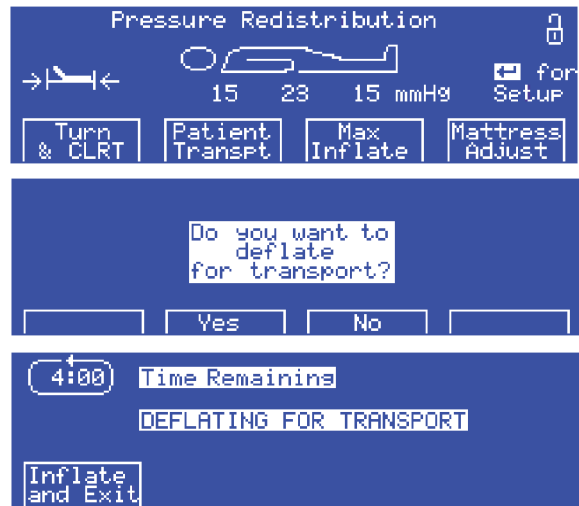 Pressure Redistribution
for
15 23 15 mmHg Setup
Turn & CLRT
Patient Transpt
Max Inflate
Mattress Adjust
Do you want to
deflate
for transport?
Yes No
4:00 Time Remaining
DEFLATING FOR TRANSPORT
Inflate
and Exit